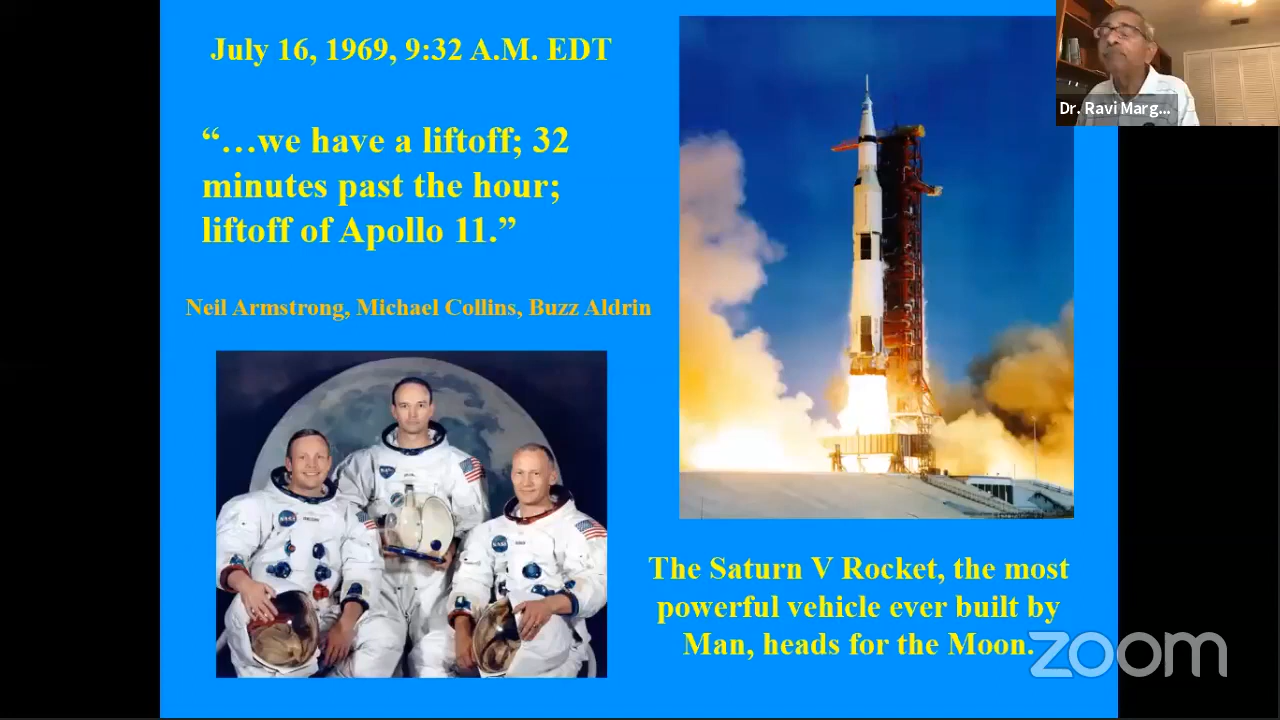 July 16, 1969, 9:32 A.M. EDT
“…we have a liftoff; 32
minutes past the hour;
liftoff of Apollo 11.”
Neil Armstrong, Michael Collins, Buzz Aldrin
NASA
NASA
The Saturn V Rocket, the most
powerful vehicle ever built by
Man, heads for the Moon.
Dr. Ravi Marg...
zoom